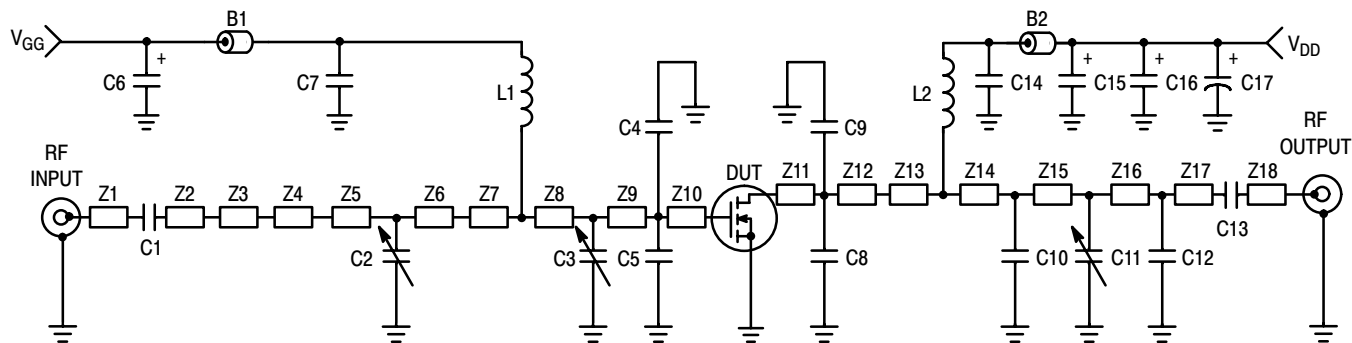 B1
B2
VGG
VDD
+
+
+
+
C6
C7
L1
C4
C9
L2
C14
C15
C16
C17
RF
INPUT
RF
OUTPUT
DUT
Z1
Z2
Z3
Z4
Z5
Z6
Z7
Z8
Z9
Z10
Z11
Z12
Z13
Z14
Z15
Z16
Z17
Z18
C1
C2
C3
C5
C8
C10
C11
C12
C13